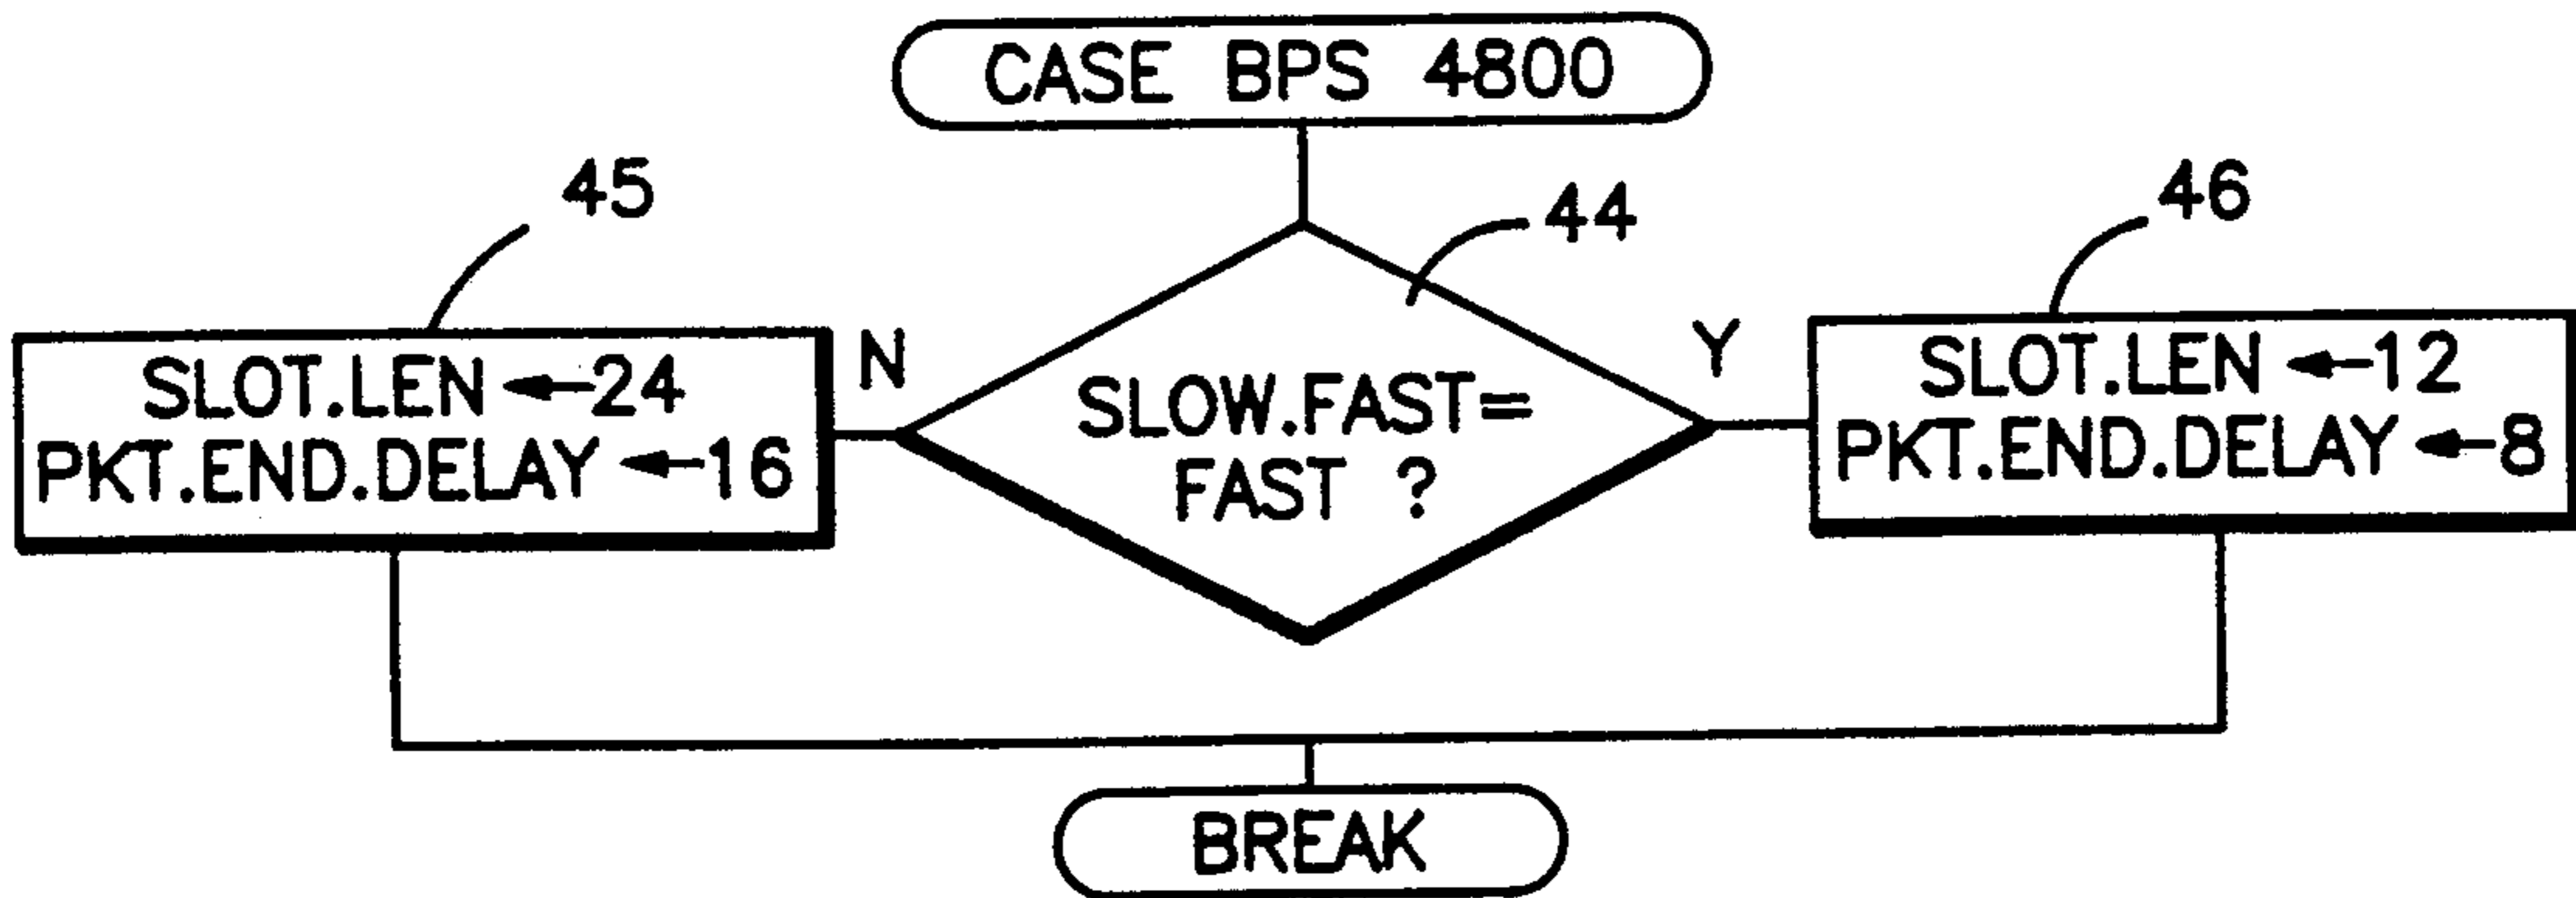 CASE BPS 4800
45
44
46
N
Y
SLOT.LEN ←24
PKT.END.DELAY ←16
SLOW.FAST=
FAST ?
SLOT.LEN ←12
PKT.END.DELAY ←8
BREAK